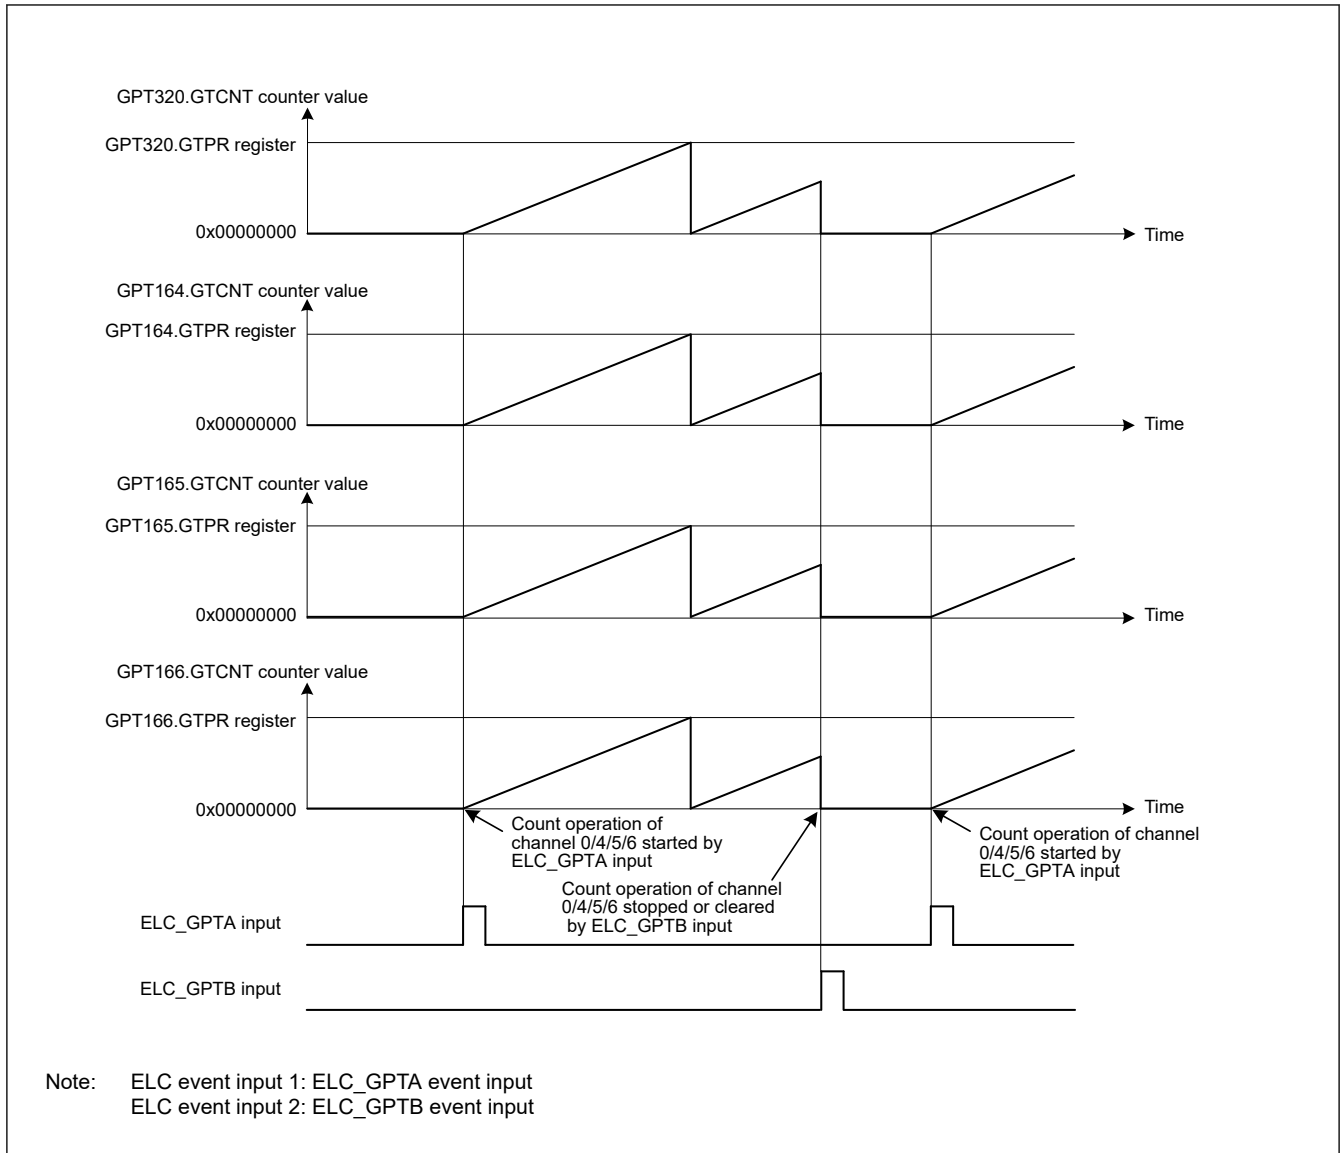 GPT320.GTCNT counter value
GPT320.GTPR register
0x00000000
Time
GPT164.GTCNT counter value
GPT164.GTPR register
0x00000000
Time
GPT165.GTCNT counter value
GPT165.GTPR register
0x00000000
Time
GPT166.GTCNT counter value
GPT166.GTPR register
0x00000000
Time
Count operation of
channel 0/4/5/6 started by
ELC_GPTA input
Count operation of channel
0/4/5/6 stopped or cleared
by ELC_GPTB input
Count operation of channel
0/4/5/6 started by
ELC_GPTA input
ELC_GPTA input
ELC_GPTB input
Note: ELC event input 1: ELC_GPTA event input
ELC event input 2: ELC_GPTB event input